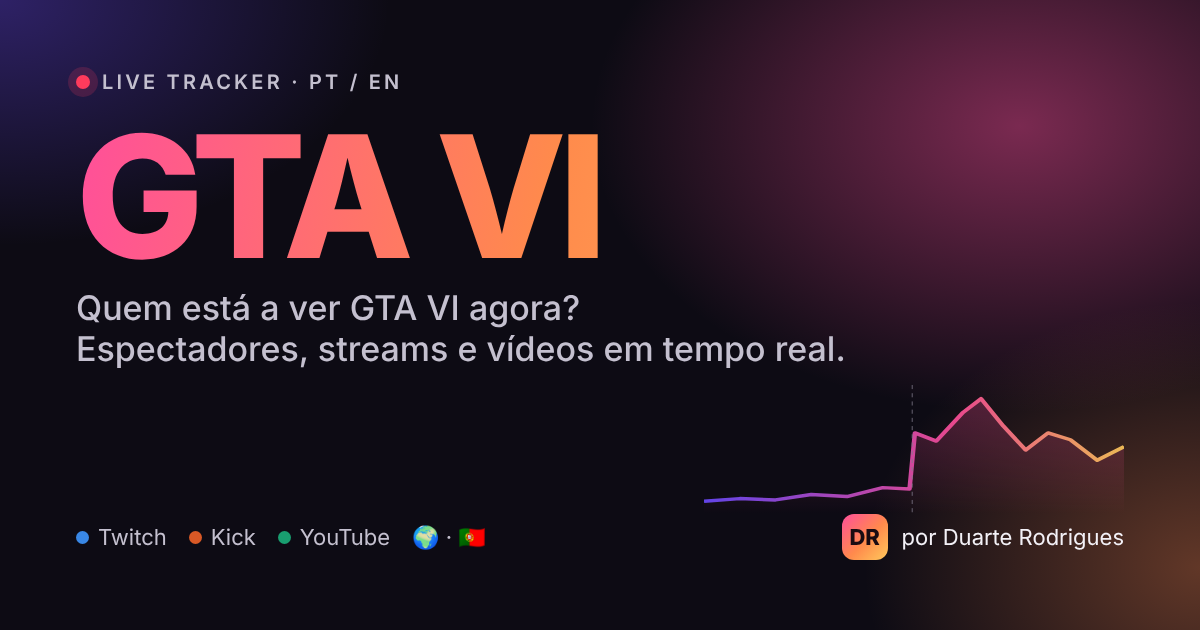 LIVE TRACKER · PT / EN
GTA VI
Quem está a ver GTA VI agora?
Espectadores, streams e vídeos em tempo real.
Twitch Kick YouTube 🌍 · 🇵🇹
DR por Duarte Rodrigues